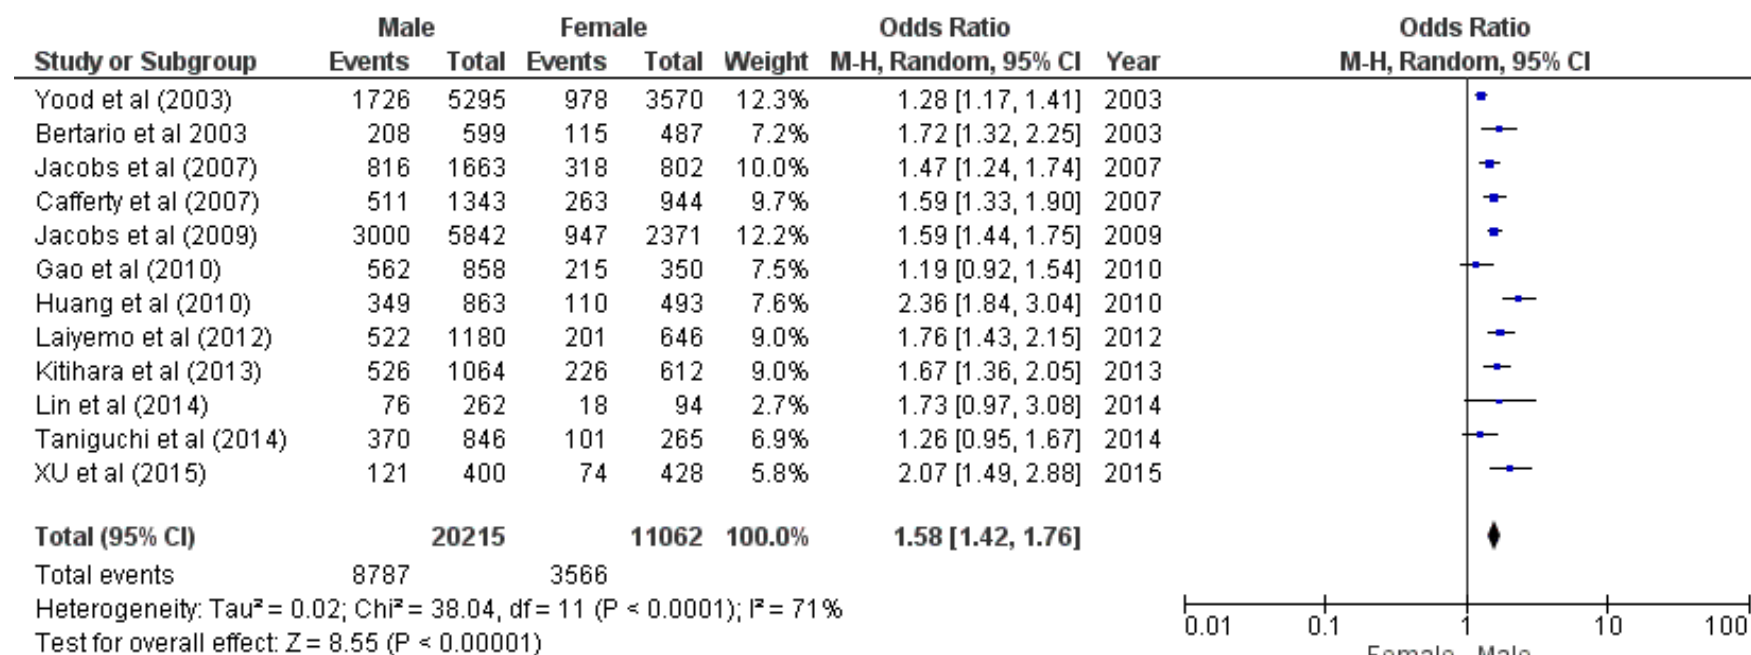 Male Female Odds Ratio Odds Ratio
Study or Subgroup Events Total Events Total Weight M-H, Random, 95% CI Year M-H, Random, 95% CI
Yood et al (2003) 1726 5295 978 3570 12.3% 1.28 [1.17, 1.41] 2003
Bertario et al 2003 208 599 115 487 7.2% 1.72 [1.32, 2.25] 2003
Jacobs et al (2007) 816 1663 318 802 10.0% 1.47 [1.24, 1.74] 2007
Cafferty et al (2007) 511 1343 263 944 9.7% 1.59 [1.33, 1.90] 2007
Jacobs et al (2009) 3000 5842 947 2371 12.2% 1.59 [1.44, 1.75] 2009
Gao et al (2010) 562 858 215 350 7.5% 1.19 [0.92, 1.54] 2010
Huang et al (2010) 349 863 110 493 7.6% 2.36 [1.84, 3.04] 2010
Laiyemo et al (2012) 522 1180 201 646 9.0% 1.76 [1.43, 2.15] 2012
Kitihara et al (2013) 526 1064 226 612 9.0% 1.67 [1.36, 2.05] 2013
Lin et al (2014) 76 262 18 94 2.7% 1.73 [0.97, 3.08] 2014
Taniguchi et al (2014) 370 846 101 265 6.9% 1.26 [0.95, 1.67] 2014
XU et al (2015) 121 400 74 428 5.8% 2.07 [1.49, 2.88] 2015
Total (95% CI) 20215 11062 100.0% 1.58 [1.42, 1.76]
Total events 8787 3566
Heterogeneity: Tau² = 0.02; Chi² = 38.04, df = 11 (P < 0.0001); I² = 71%
Test for overall effect: Z = 8.55 (P < 0.00001)
0.01 0.1 1 10 100
Female Male